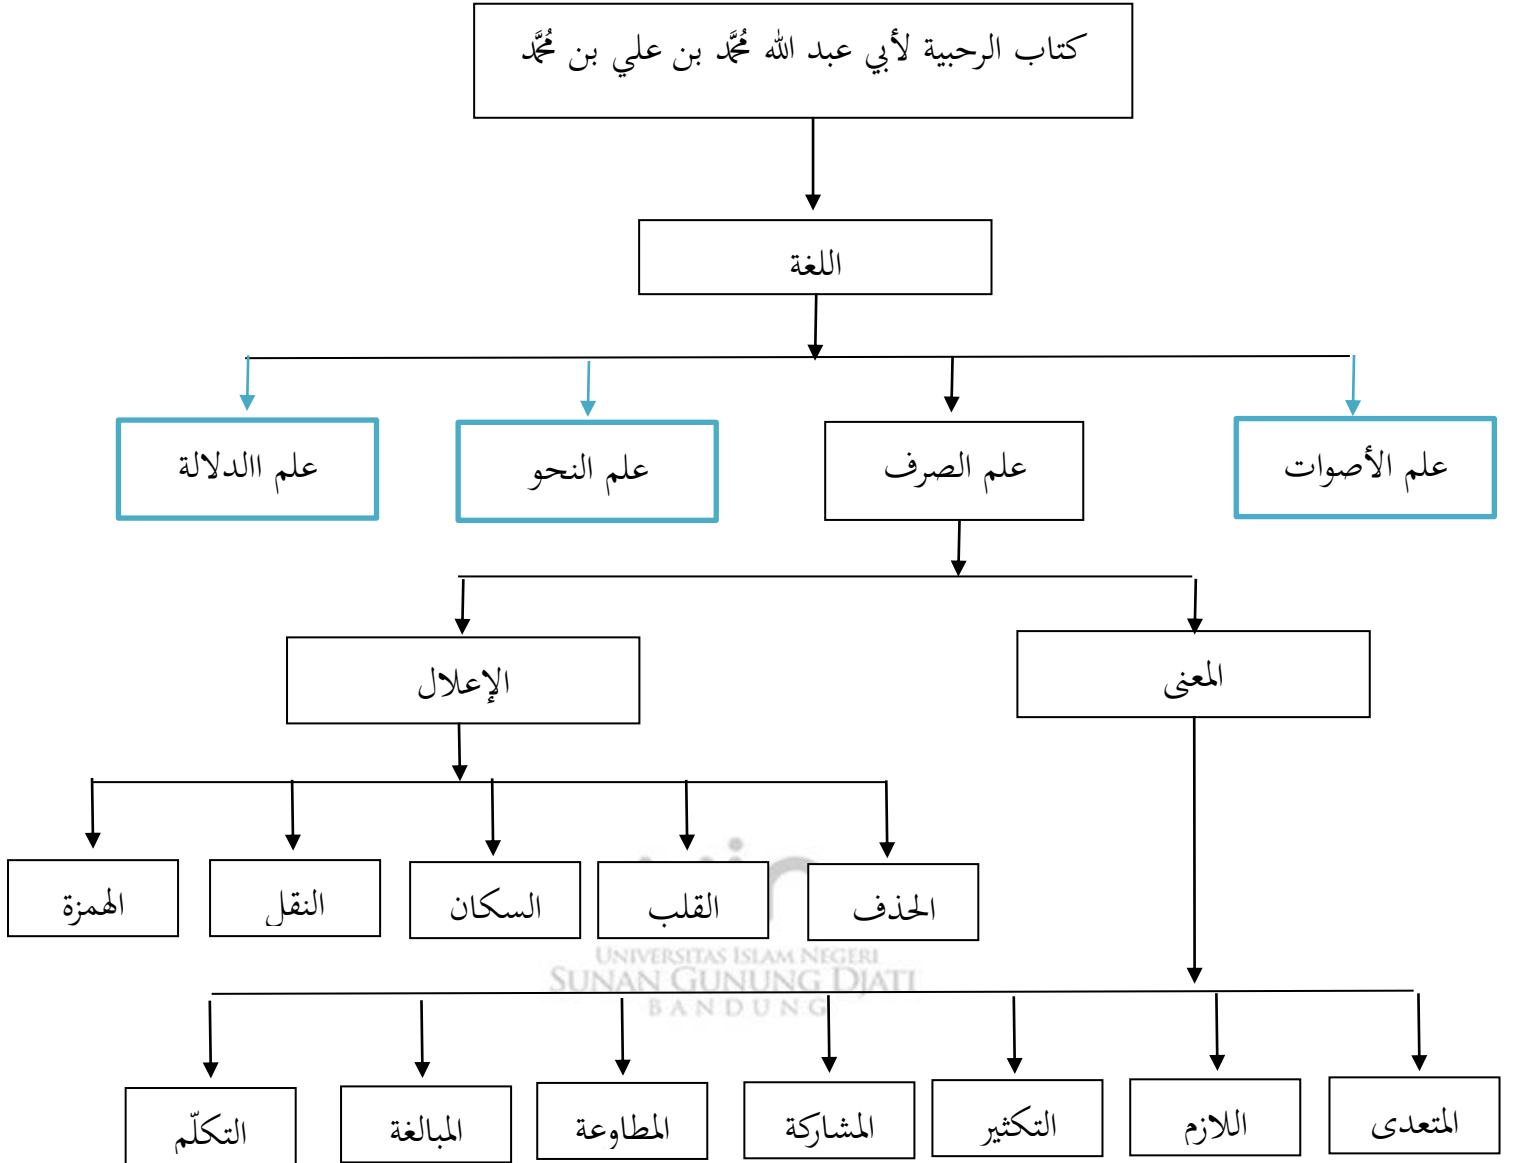 كتاب الرحبية لأبي عبد الله مُحَمَّد بن علي بن مُحَمَّد
اللغة
علم الأصوات
علم الصرف
علم النحو
علم االدلالة
المعنى
الإعلال
الحذف
القلب
السكان
النقل
الهمزة
UNIVERSITAS ISLAM NEGERI
SUNAN GUNUNG DJATI
BANDUNG
المتعدى
اللازم
التكثير
المشاركة
المطاوعة
المبالغة
التكلّم